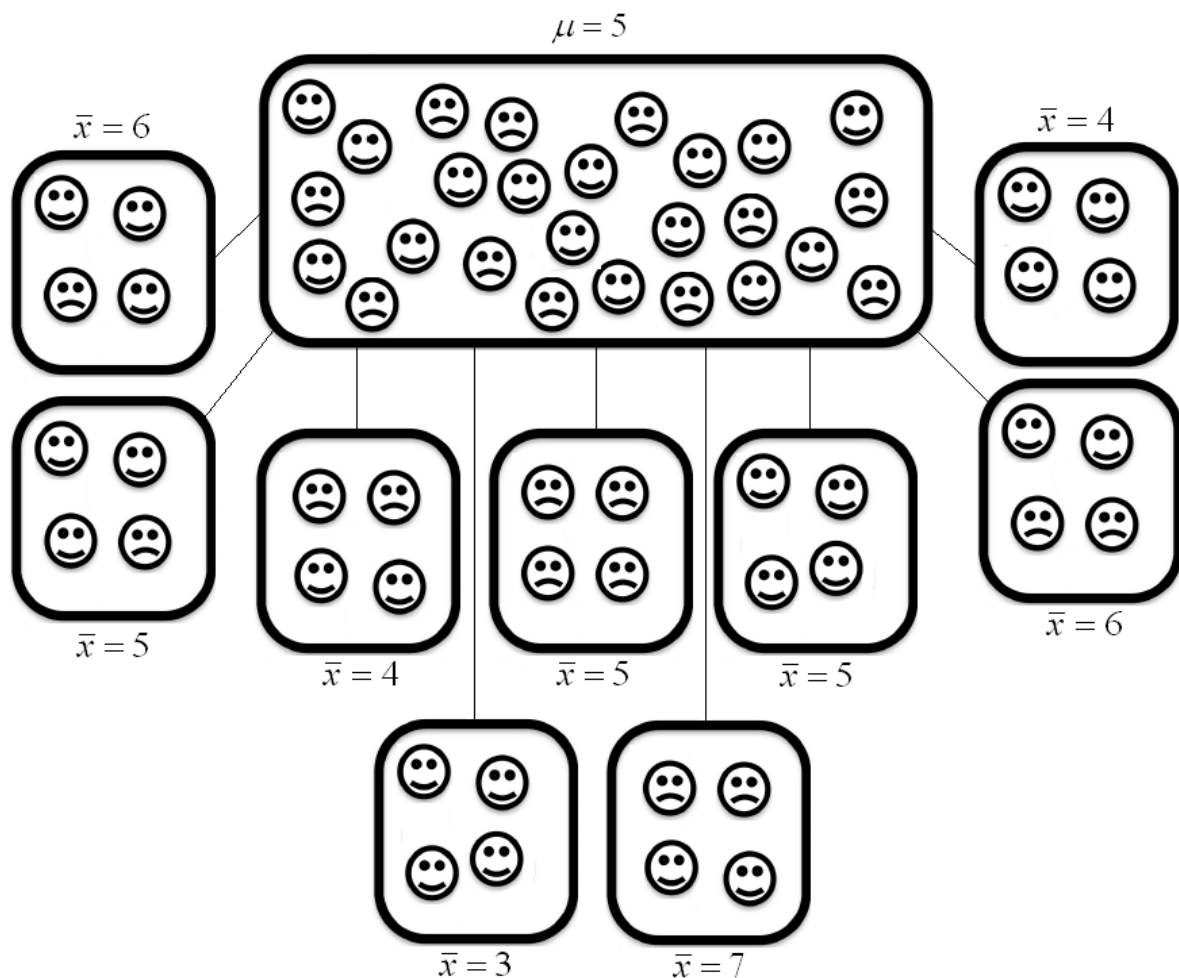 μ = 5
x̄ = 6
x̄ = 4
x̄ = 5
x̄ = 4
x̄ = 5
x̄ = 5
x̄ = 6
x̄ = 3
x̄ = 7